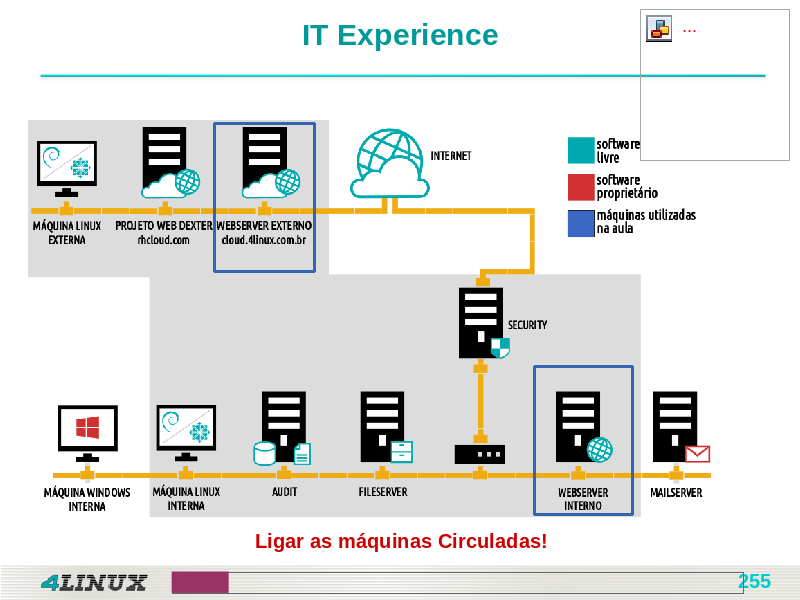 IT Experience
...
software
livre
software
proprietário
máquinas utilizadas
na aula
INTERNET
MÁQUINA LINUX
EXTERNA
PROJETO WEB DEXTER
rhcloud.com
WEBSERVER EXTERNO
cloud.4linux.com.br
SECURITY
MÁQUINA WINDOWS
INTERNA
MÁQUINA LINUX
INTERNA
AUDIT
FILESERVER
WEBSERVER
INTERNO
MAILSERVER
Ligar as máquinas Circuladas!
4LINUX
255